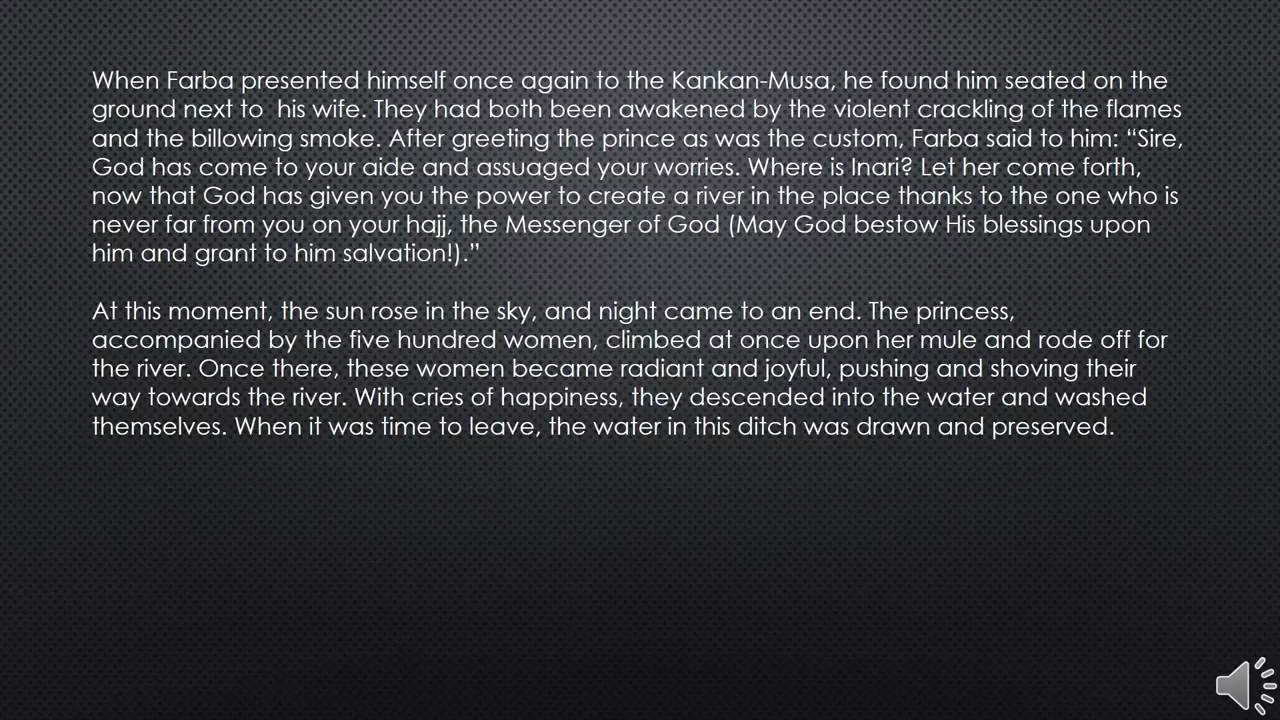 When Farba presented himself once again to the Kankan-Musa, he found him seated on the
ground next to  his wife. They had both been awakened by the violent crackling of the flames
and the billowing smoke. After greeting the prince as was the custom, Farba said to him: “Sire,
God has come to your aide and assuaged your worries. Where is Inari? Let her come forth,
now that God has given you the power to create a river in the place thanks to the one who is
never far from you on your hajj, the Messenger of God (May God bestow His blessings upon
him and grant to him salvation!).”
At this moment, the sun rose in the sky, and night came to an end. The princess,
accompanied by the five hundred women, climbed at once upon her mule and rode off for
the river. Once there, these women became radiant and joyful, pushing and shoving their
way towards the river. With cries of happiness, they descended into the water and washed
themselves. When it was time to leave, the water in this ditch was drawn and preserved.